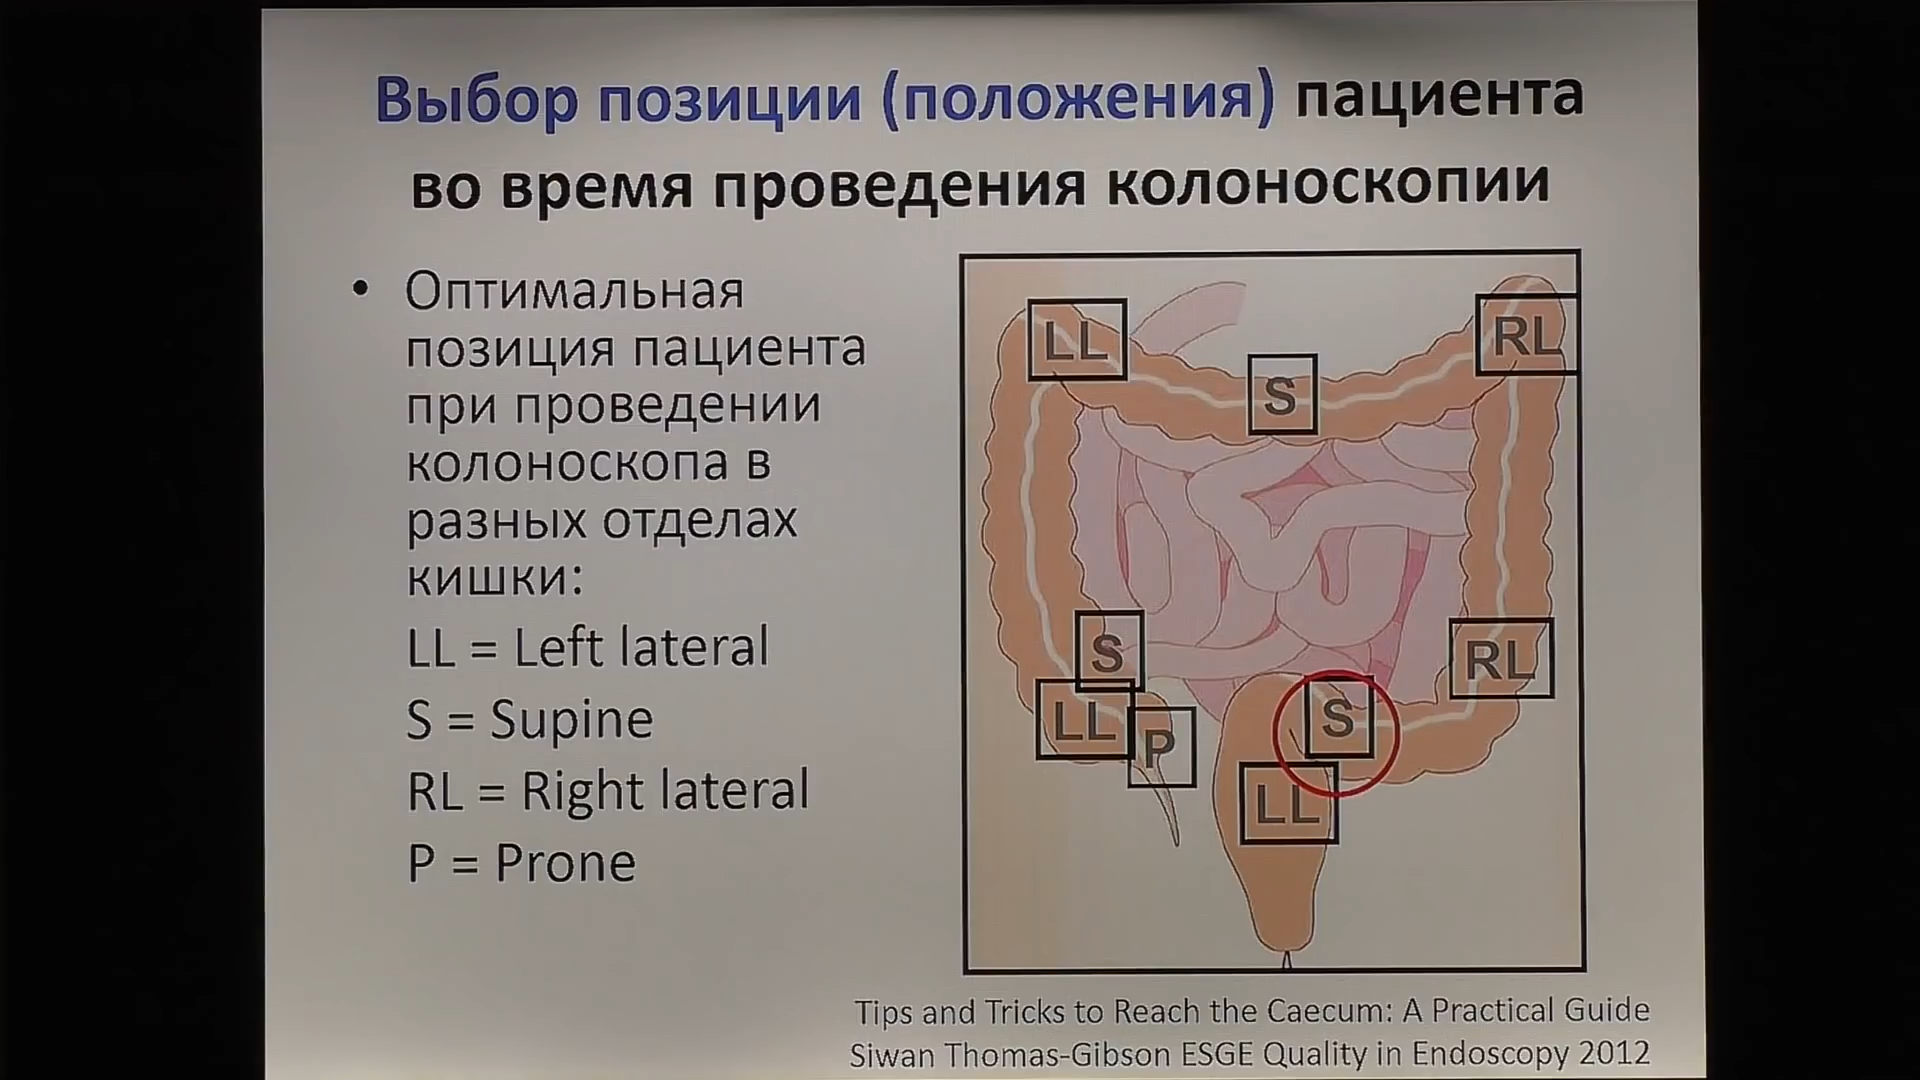 Выбор позиции (положения) пациента
во время проведения колоноскопии
• Оптимальная
позиция пациента
при проведении
колоноскопа в
разных отделах
кишки:
LL = Left lateral
S = Supine
RL = Right lateral
P = Prone
LL
S
RL
S
LL
P
RL
S
LL
Tips and Tricks to Reach the Caecum: A Practical Guide
Siwan Thomas-Gibson ESGE Quality in Endoscopy 2012